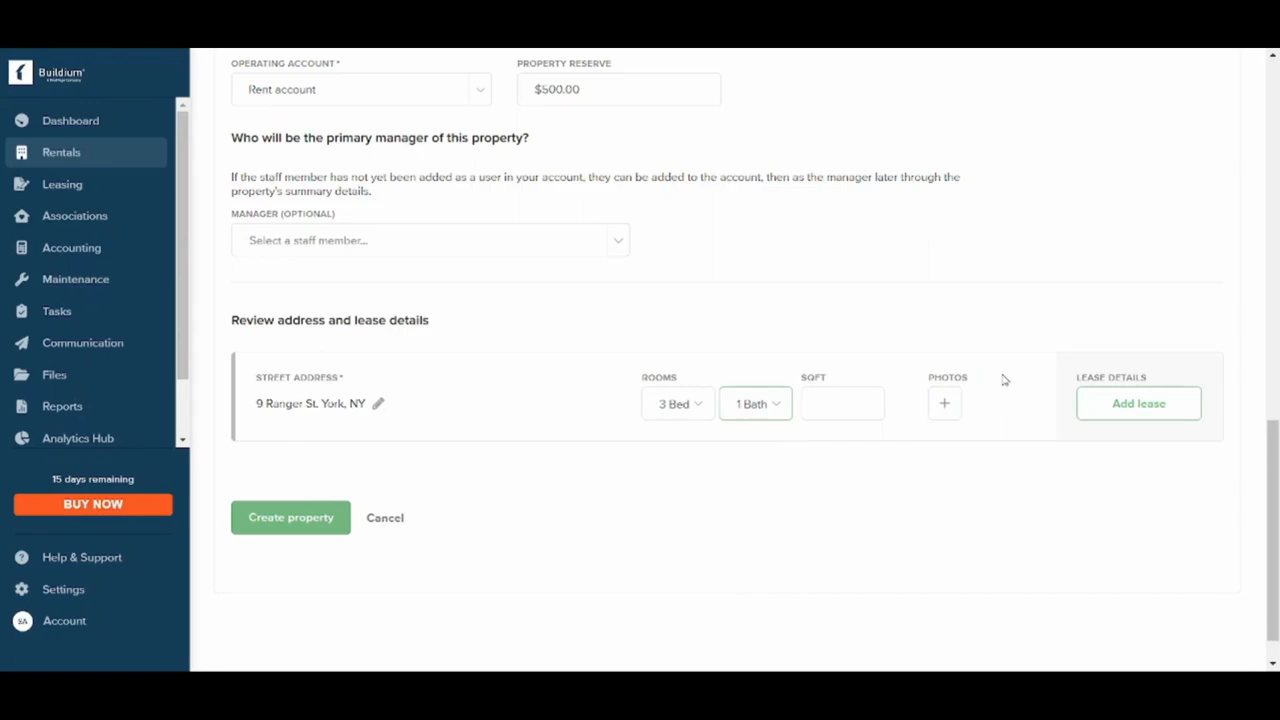 Buildium®
Dashboard
Rentals
Leasing
Associations
Accounting
Maintenance
Tasks
Communication
Files
Reports
Analytics Hub
15 days remaining
BUY NOW
Help & Support
Settings
SA Account
OPERATING ACCOUNT* PROPERTY RESERVE
Rent account $500.00
Who will be the primary manager of this property?
If the staff member has not yet been added as a user in your account, they can be added to the account, then as the manager later through the
property's summary details.
MANAGER (OPTIONAL)
Select a staff member...
Review address and lease details
STREET ADDRESS* ROOMS SQFT PHOTOS LEASE DETAILS
9 Ranger St. York, NY 3 Bed 1 Bath + Add lease
Create property Cancel